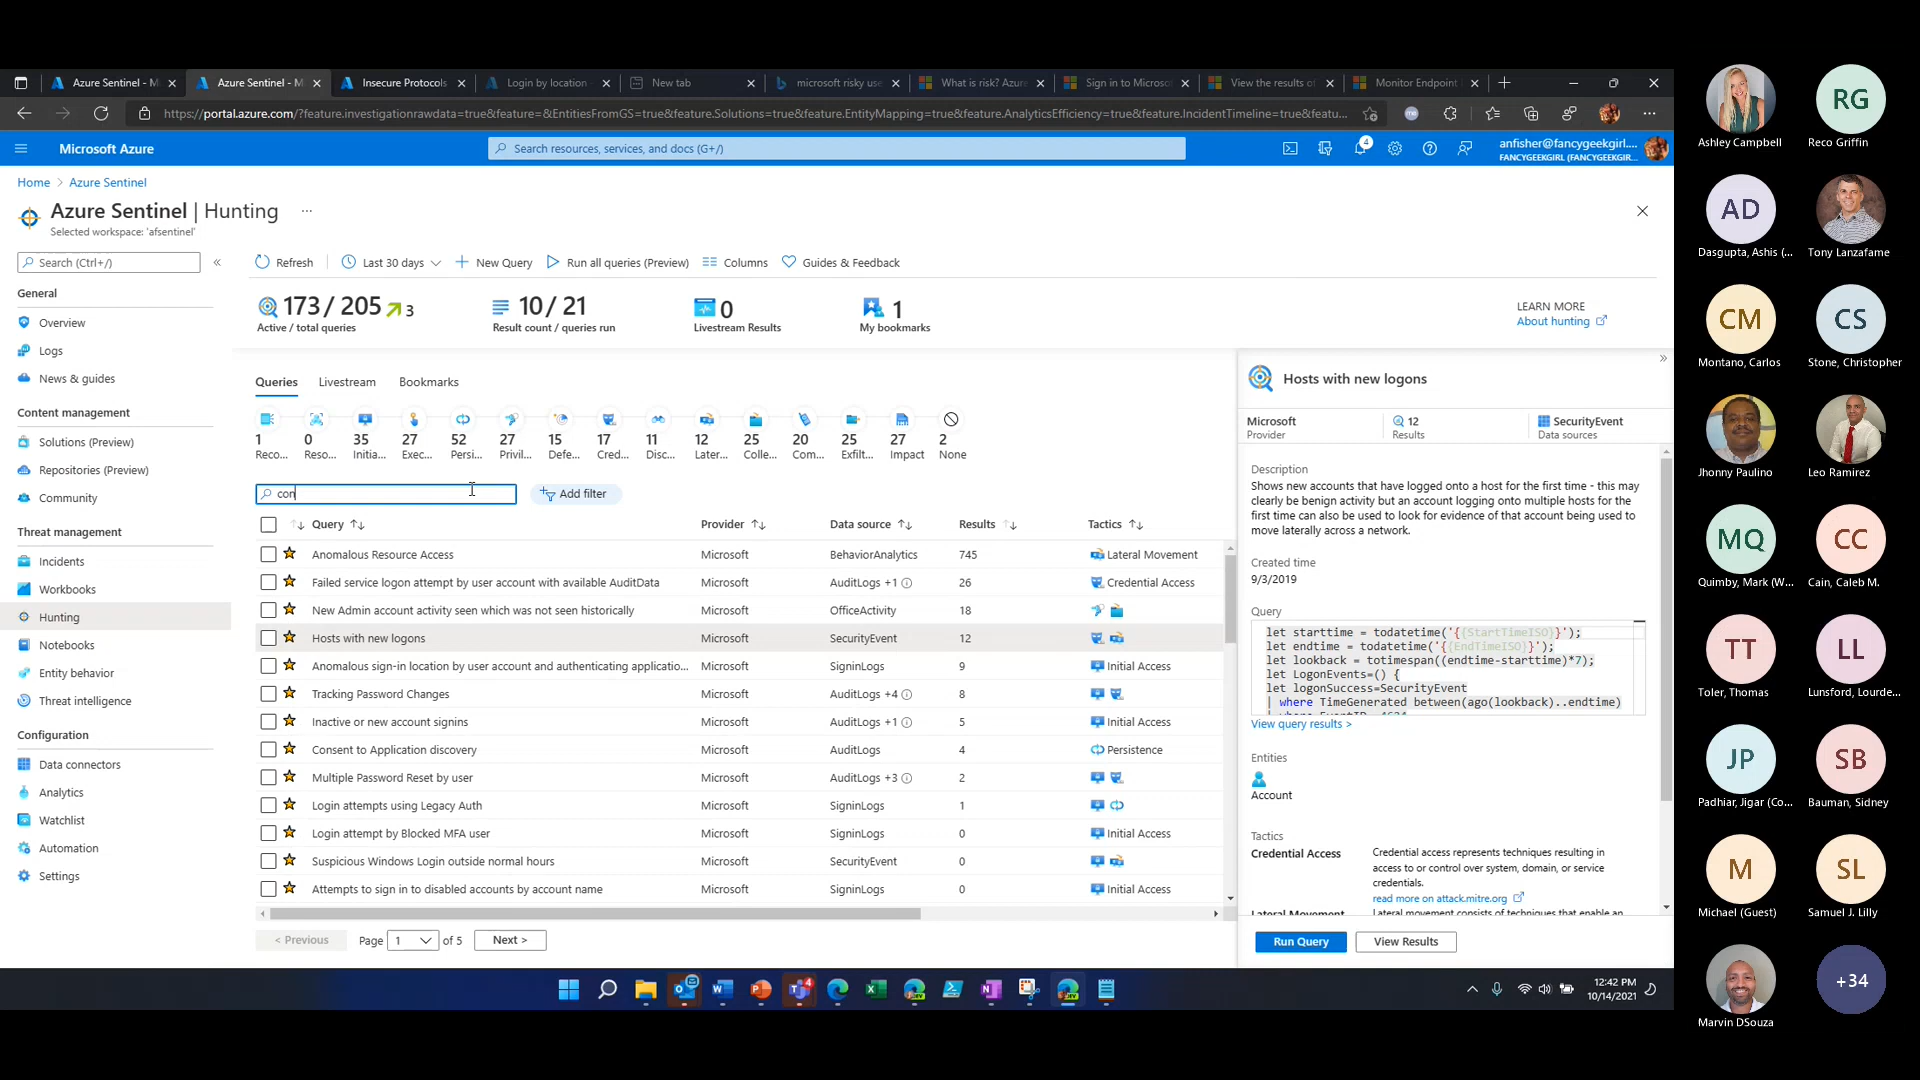 Azure Sentinel - M
Azure Sentinel - M
Insecure Protocols
Login by location -
New tab
microsoft risky use
What is risk? Azure
Sign in to Microsof
View the results of
Monitor Endpoint
https://portal.azure.com/?feature.investigationrawdata=true&feature=&EntitiesFromGS=true&feature.Solutions=true&feature.EntityMapping=true&feature.AnalyticsEfficiency=true&feature.IncidentTimeline=true&featu...
Microsoft Azure
Search resources, services, and docs (G+/)
4
anfisher@fancygeekgirl....
FANCYGEEKGIRL (FANCYGEEKGIR...
Home > Azure Sentinel
Azure Sentinel | Hunting ...
Selected workspace: 'afsentinel'
Search (Ctrl+/)
«
General
Overview
Logs
News & guides
Content management
Solutions (Preview)
Repositories (Preview)
Community
Threat management
Incidents
Workbooks
Hunting
Notebooks
Entity behavior
Threat intelligence
Configuration
Data connectors
Analytics
Watchlist
Automation
Settings
Refresh
Last 30 days
New Query
Run all queries (Preview)
Columns
Guides & Feedback
173 / 205 3
Active / total queries
10 / 21
Result count / queries run
0
Livestream Results
1
My bookmarks
LEARN MORE
About hunting
Queries
Livestream
Bookmarks
1 Reco...
0 Reso...
35 Initia...
27 Exec...
52 Persi...
27 Privil...
15 Defe...
17 Cred...
11 Disc...
12 Later...
25 Colle...
20 Com...
25 Exfilt...
27 Impact
2 None
con
Add filter
Query Provider Data source Results Tactics
Anomalous Resource Access Microsoft BehaviorAnalytics 745 Lateral Movement
Failed service logon attempt by user account with available AuditData Microsoft AuditLogs +1 26 Credential Access
New Admin account activity seen which was not seen historically Microsoft OfficeActivity 18
Hosts with new logons Microsoft SecurityEvent 12
Anomalous sign-in location by user account and authenticating applicatio... Microsoft SigninLogs 9 Initial Access
Tracking Password Changes Microsoft AuditLogs +4 8
Inactive or new account signins Microsoft AuditLogs +1 5 Initial Access
Consent to Application discovery Microsoft AuditLogs 4 Persistence
Multiple Password Reset by user Microsoft AuditLogs +3 2
Login attempts using Legacy Auth Microsoft SigninLogs 1
Login attempt by Blocked MFA user Microsoft SigninLogs 0 Initial Access
Suspicious Windows Login outside normal hours Microsoft SecurityEvent 0
Attempts to sign in to disabled accounts by account name Microsoft SigninLogs 0 Initial Access
< Previous
Page 1 of 5
Next >
Hosts with new logons
Microsoft
Provider
12
Results
SecurityEvent
Data sources
Description
Shows new accounts that have logged onto a host for the first time - this may
clearly be benign activity but an account logging onto multiple hosts for the
first time can also be used to look for evidence of that account being used to
move laterally across a network.
Created time
9/3/2019
Query
let starttime = todatetime('{{StartTimeISO}}');
let endtime = todatetime('{{EndTimeISO}}');
let lookback = totimespan((endtime-starttime)*7);
let LogonEvents=() {
let logonSuccess=SecurityEvent
| where TimeGenerated between(ago(lookback)..endtime)
View query results >
Entities
Account
Tactics
Credential Access
Credential access represents techniques resulting in
access to or control over system, domain, or service
credentials.
read more on attack.mitre.org
Lateral Movement
Lateral movement consists of techniques that enable an
Run Query
View Results
4
12:42 PM
10/14/2021
Ashley Campbell
RG
Reco Griffin
AD
Dasgupta, Ashis (...
Tony Lanzafame
CM
Montano, Carlos
CS
Stone, Christopher
Jhonny Paulino
Leo Ramirez
MQ
Quimby, Mark (W...
CC
Cain, Caleb M.
TT
Toler, Thomas
LL
Lunsford, Lourde...
JP
Padhiar, Jigar (Co...
SB
Bauman, Sidney
M
Michael (Guest)
SL
Samuel J. Lilly
Marvin DSouza
+34